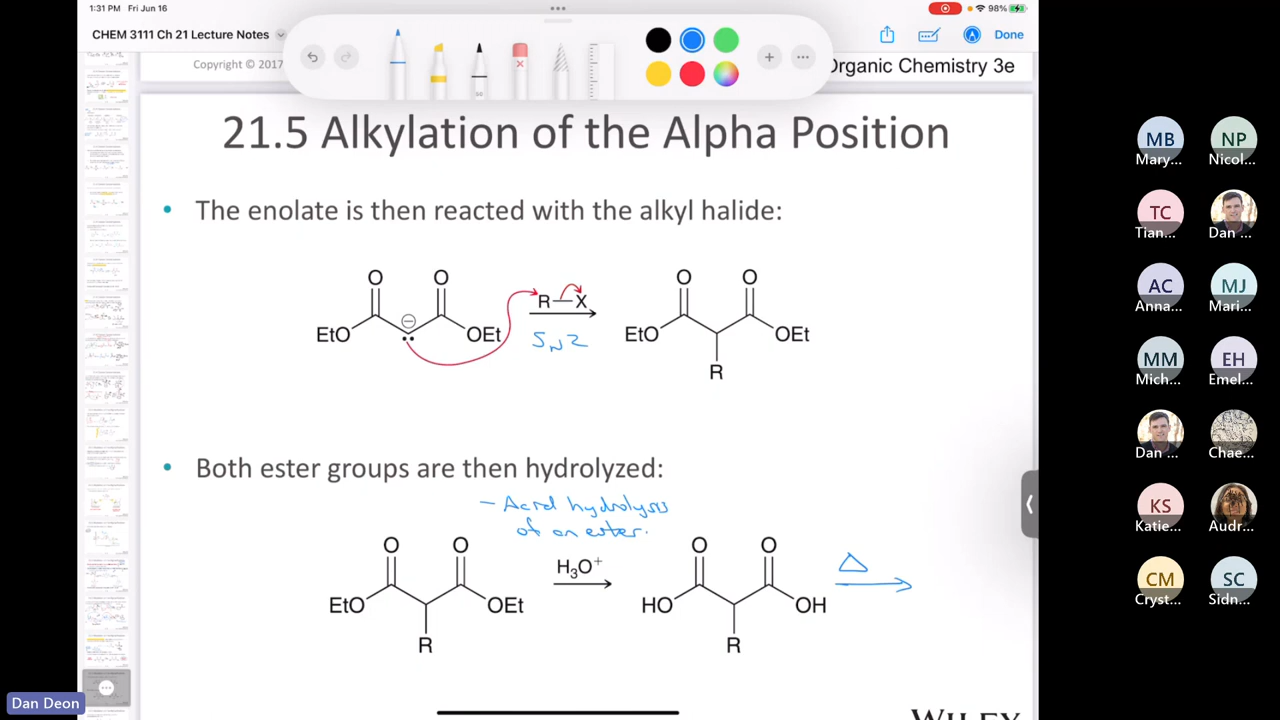 1:31 PM Fri Jun 16
98%
CHEM 3111 Ch 21 Lecture Notes
Done
Copyright © 2017
Organic Chemistry 3e
21.5 Alkylation of the Alpha Position
• The enolate is then reacted with the alkyl halide:
O O R—X O O
EtO OEt SN2 EtO OEt
R
• Both ester groups are then hydrolyzed:
- Acid hydrolysis
of an ester.
O O H3O+ O O Δ
EtO OEt HO OH
R R
WILEY
Dan Deon
MB NP
Mary... Nicol...
TC
Tian... Dan ...
AC MJ
Anna... Mari...
MM EH
Mich... Emel...
Dan ... Chae...
KS
Katie... Audr...
CM SC
Cryst... Sidn...